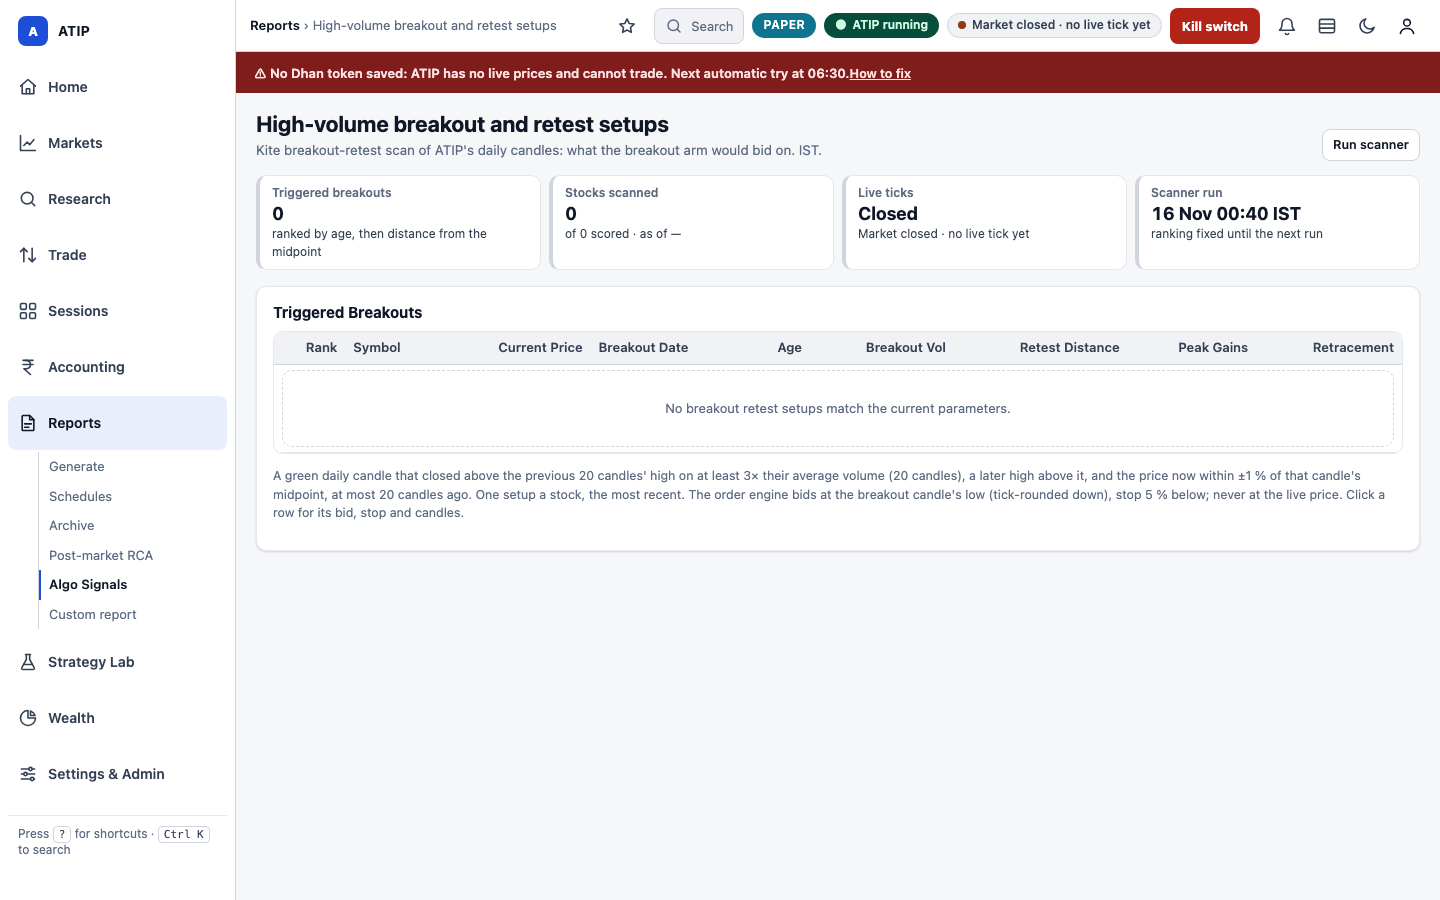 A ATIP
Home
Markets
Research
Trade
Sessions
Accounting
Reports
Generate
Schedules
Archive
Post-market RCA
Algo Signals
Custom report
Strategy Lab
Wealth
Settings & Admin
Press ? for shortcuts · Ctrl K
to search
Reports › High-volume breakout and retest setups
Search
PAPER
ATIP running
Market closed · no live tick yet
Kill switch
⚠ No Dhan token saved: ATIP has no live prices and cannot trade. Next automatic try at 06:30.How to fix
High-volume breakout and retest setups
Kite breakout-retest scan of ATIP's daily candles: what the breakout arm would bid on. IST.
Run scanner
Triggered breakouts
0
ranked by age, then distance from the
midpoint
Stocks scanned
0
of 0 scored · as of —
Live ticks
Closed
Market closed · no live tick yet
Scanner run
16 Nov 00:40 IST
ranking fixed until the next run
Triggered Breakouts
Rank Symbol Current Price Breakout Date Age Breakout Vol Retest Distance Peak Gains Retracement
No breakout retest setups match the current parameters.
A green daily candle that closed above the previous 20 candles' high on at least 3× their average volume (20 candles), a later high above it, and the price now within ±1 % of that candle's
midpoint, at most 20 candles ago. One setup a stock, the most recent. The order engine bids at the breakout candle's low (tick-rounded down), stop 5 % below; never at the live price. Click a
row for its bid, stop and candles.